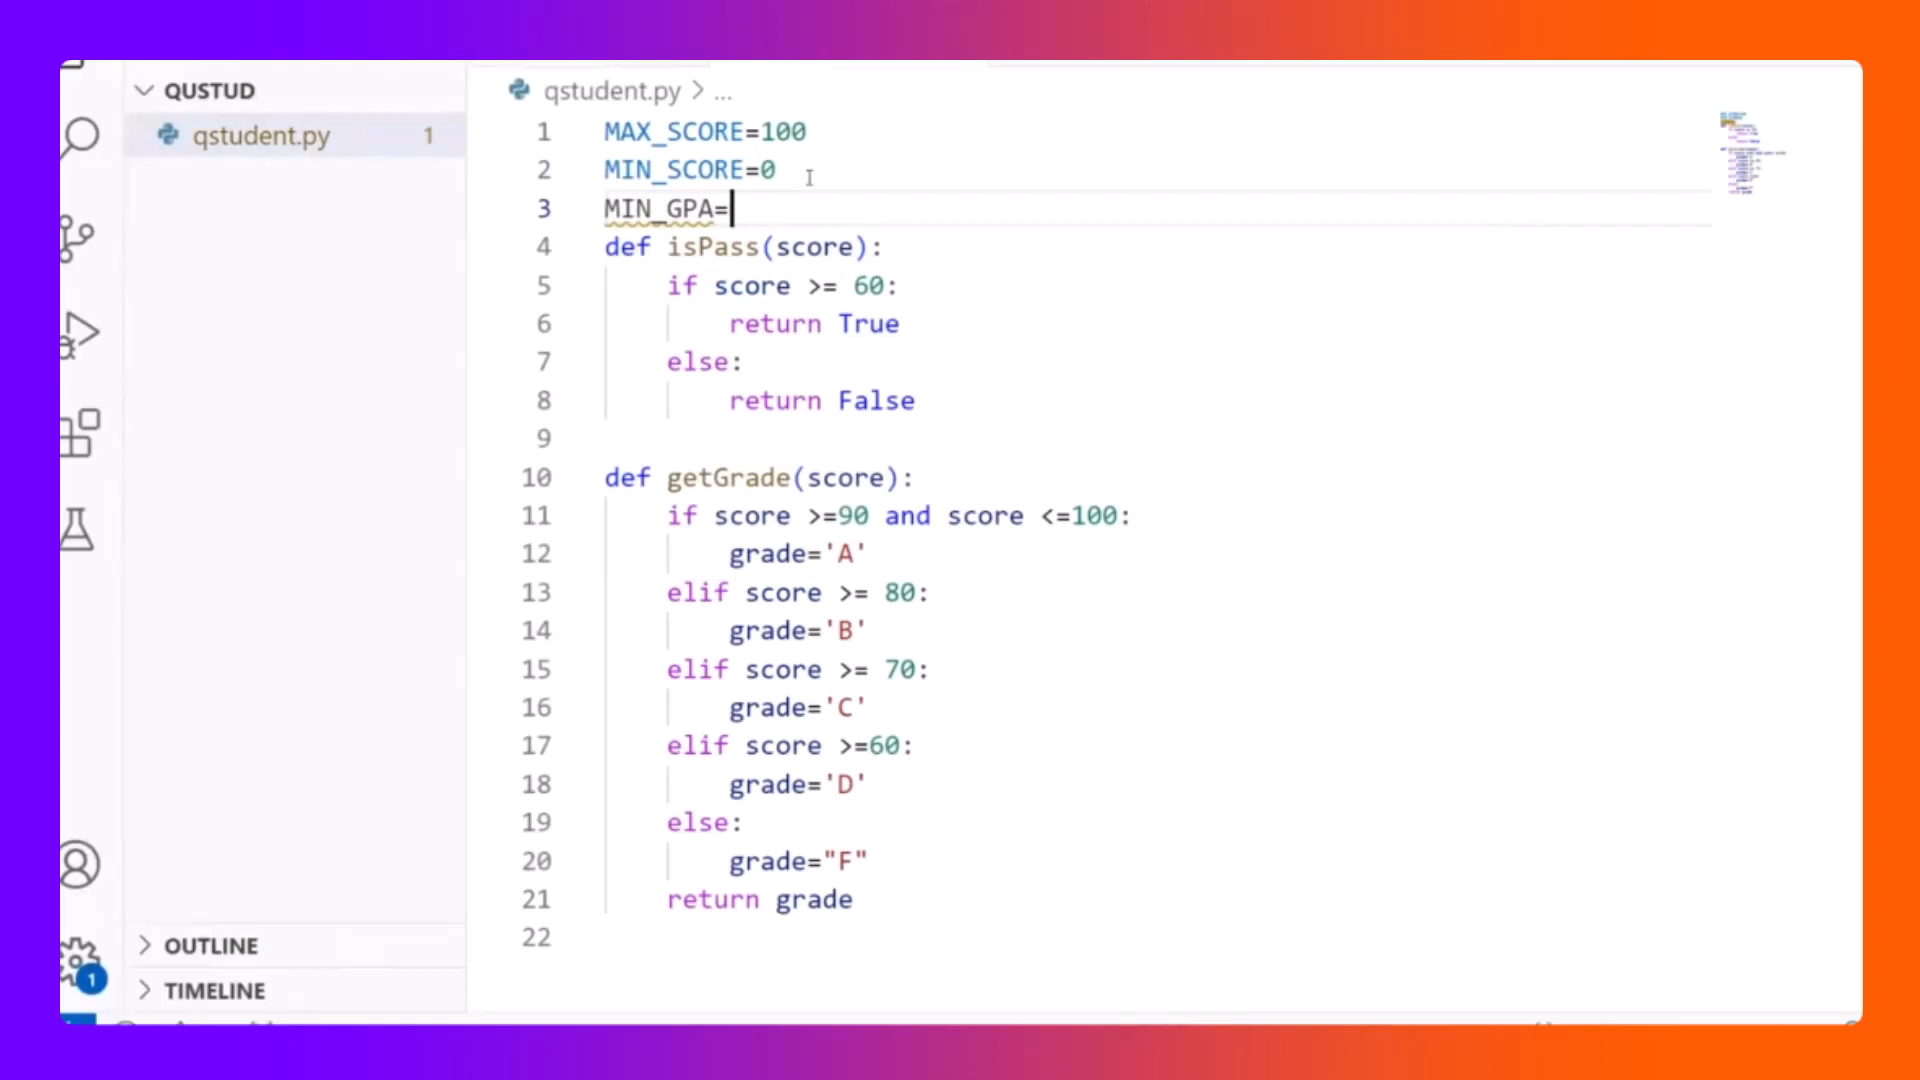 QUSTUD
qstudent.py 1
OUTLINE
TIMELINE
1
qstudent.py > ...
1 MAX_SCORE=100
2 MIN_SCORE=0
3 MIN_GPA=
4 def isPass(score):
5 if score >= 60:
6 return True
7 else:
8 return False
9
10 def getGrade(score):
11 if score >=90 and score <=100:
12 grade='A'
13 elif score >= 80:
14 grade='B'
15 elif score >= 70:
16 grade='C'
17 elif score >=60:
18 grade='D'
19 else:
20 grade="F"
21 return grade
22